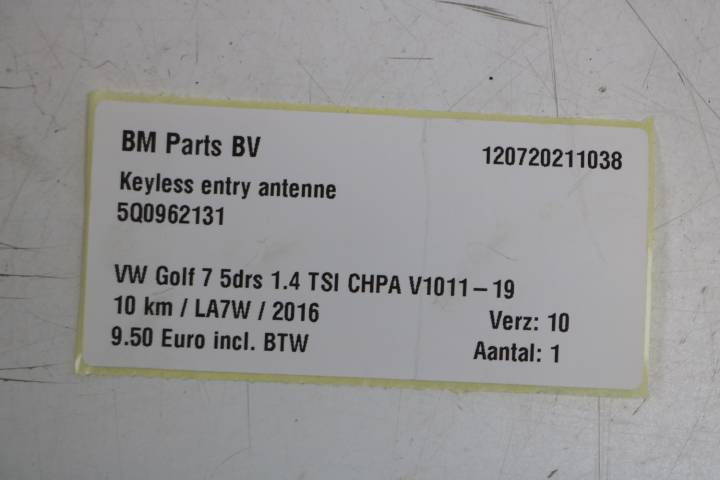 BM Parts BV 120720211038
Keyless entry antenne
5Q0962131
VW Golf 7 5drs 1.4 TSI CHPA V1011-19
10 km / LA7W / 2016 Verz: 10
9.50 Euro incl. BTW Aantal: 1